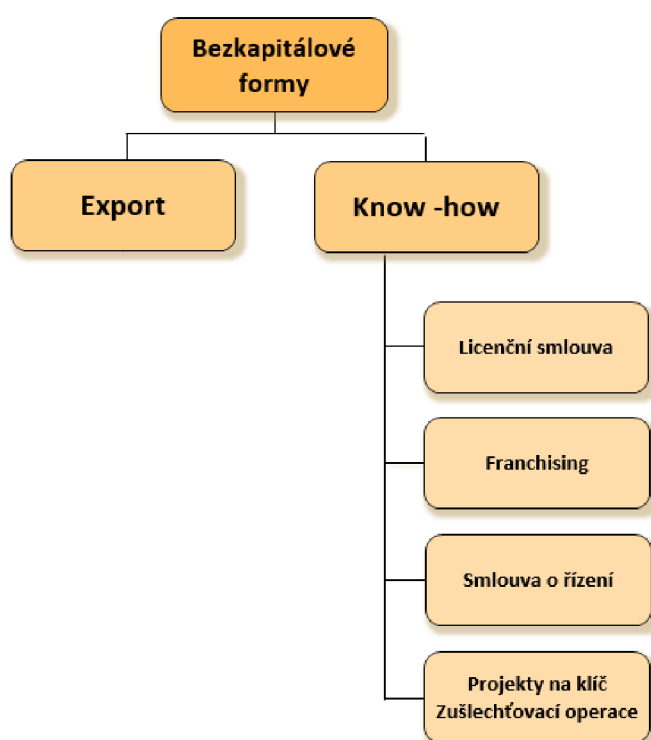 Bezkapitálové
formy
Export
Know -how
Licenční smlouva
Franchising
Smlouva o řízení
Projekty na klíč
Zušlechťovací operace